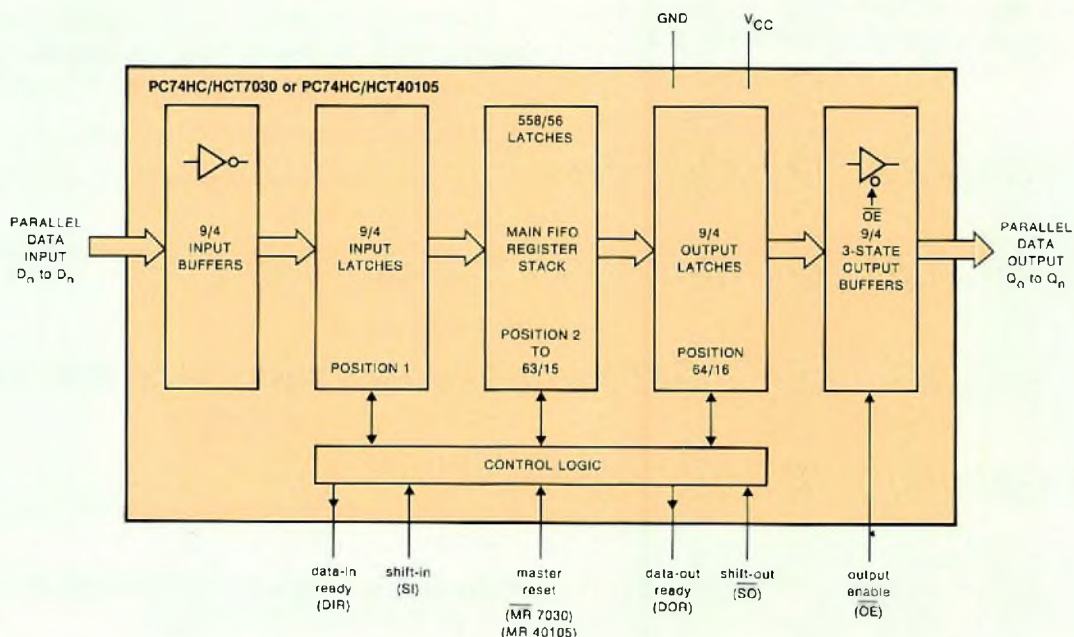 GND
VCC
PC74HC/HCT7030 or PC74HC/HCT40105
PARALLEL
DATA
INPUT
Dn to Dn
9/4
INPUT
BUFFERS
9/4
INPUT
LATCHES
POSITION 1
558/56
LATCHES
MAIN FIFO
REGISTER
STACK
POSITION 2
TO
63/15
9/4
OUTPUT
LATCHES
POSITION
64/16
OE
9/4
3-STATE
OUTPUT
BUFFERS
PARALLEL
DATA
OUTPUT
Qn to Qn
CONTROL LOGIC
data-in
ready
(DIR)
shift-in
(SI)
master
reset
(MR 7030)
(MR 40105)
data-out
ready
(DOR)
shift-out
(SO)
output
enable
(OE)